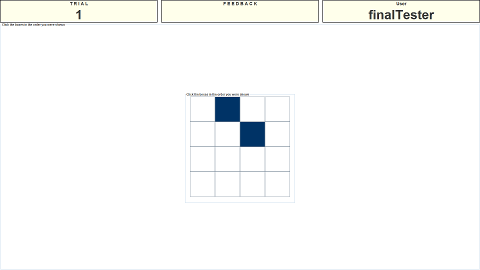 TRIAL
1
FEEDBACK
User
finalTester
Click the boxes in the order you were shown
Click the boxes in the order you were shown